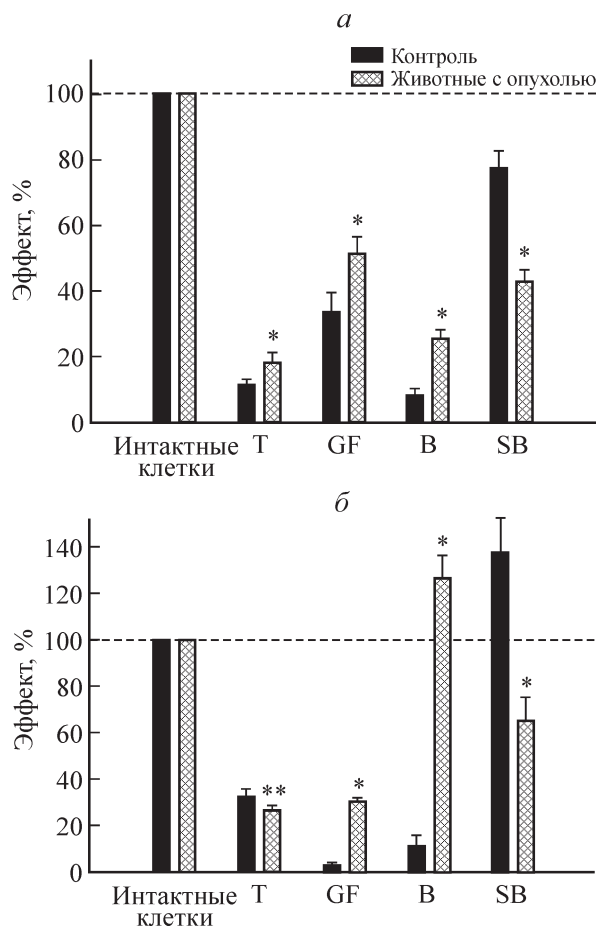 а
Контроль
Животные с опухолью
Эффект, %
100
80
60
40
20
0
*
*
*
*
Интактные клетки
T
GF
B
SB
б
Эффект, %
140
120
100
80
60
40
20
0
**
*
*
*
Интактные клетки
T
GF
B
SB